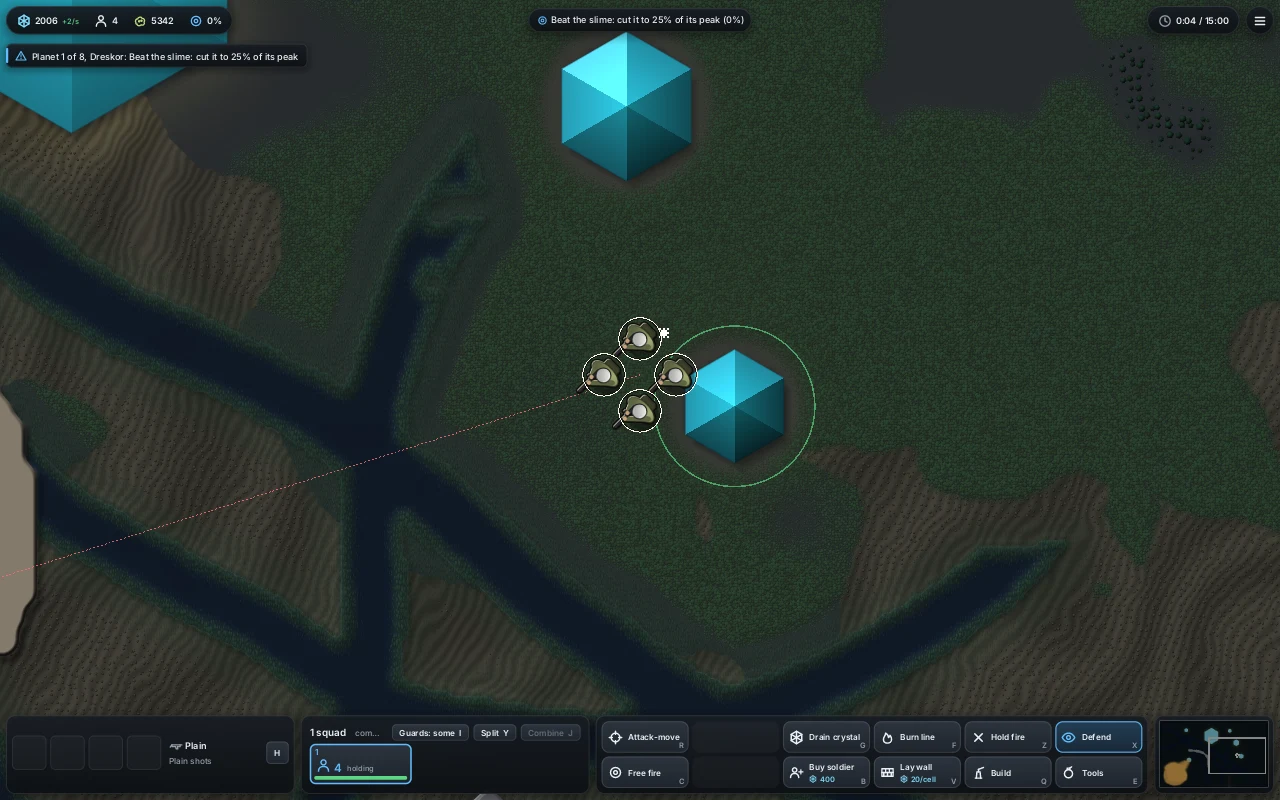 2006 +2/s 4 5342 0%
Beat the slime: cut it to 25% of its peak (0%)
0:04 / 15:00
Planet 1 of 8, Dreskor: Beat the slime: cut it to 25% of its peak
Plain
Plain shots
H
1 squad com... Guards: some I Split Y Combine J
1
4 holding
Attack-move R
Drain crystal G
Burn line F
Hold fire Z
Defend X
Free fire C
Buy soldier 400 B
Lay wall 20/cell V
Build Q
Tools E